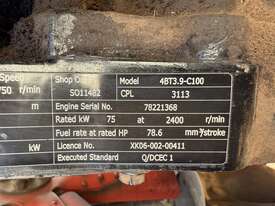 Speed Shop O Model 4BT3.9-C100
750 r/min SO11482 CPL 3113
m Engine Serial No. 78221368
Rated kW 75 at 2400 r/min
Fuel rate at rated HP 78.6 mm³/stroke
kW Licence No. XK06-002-00411
Executed Standard Q/DCEC 1